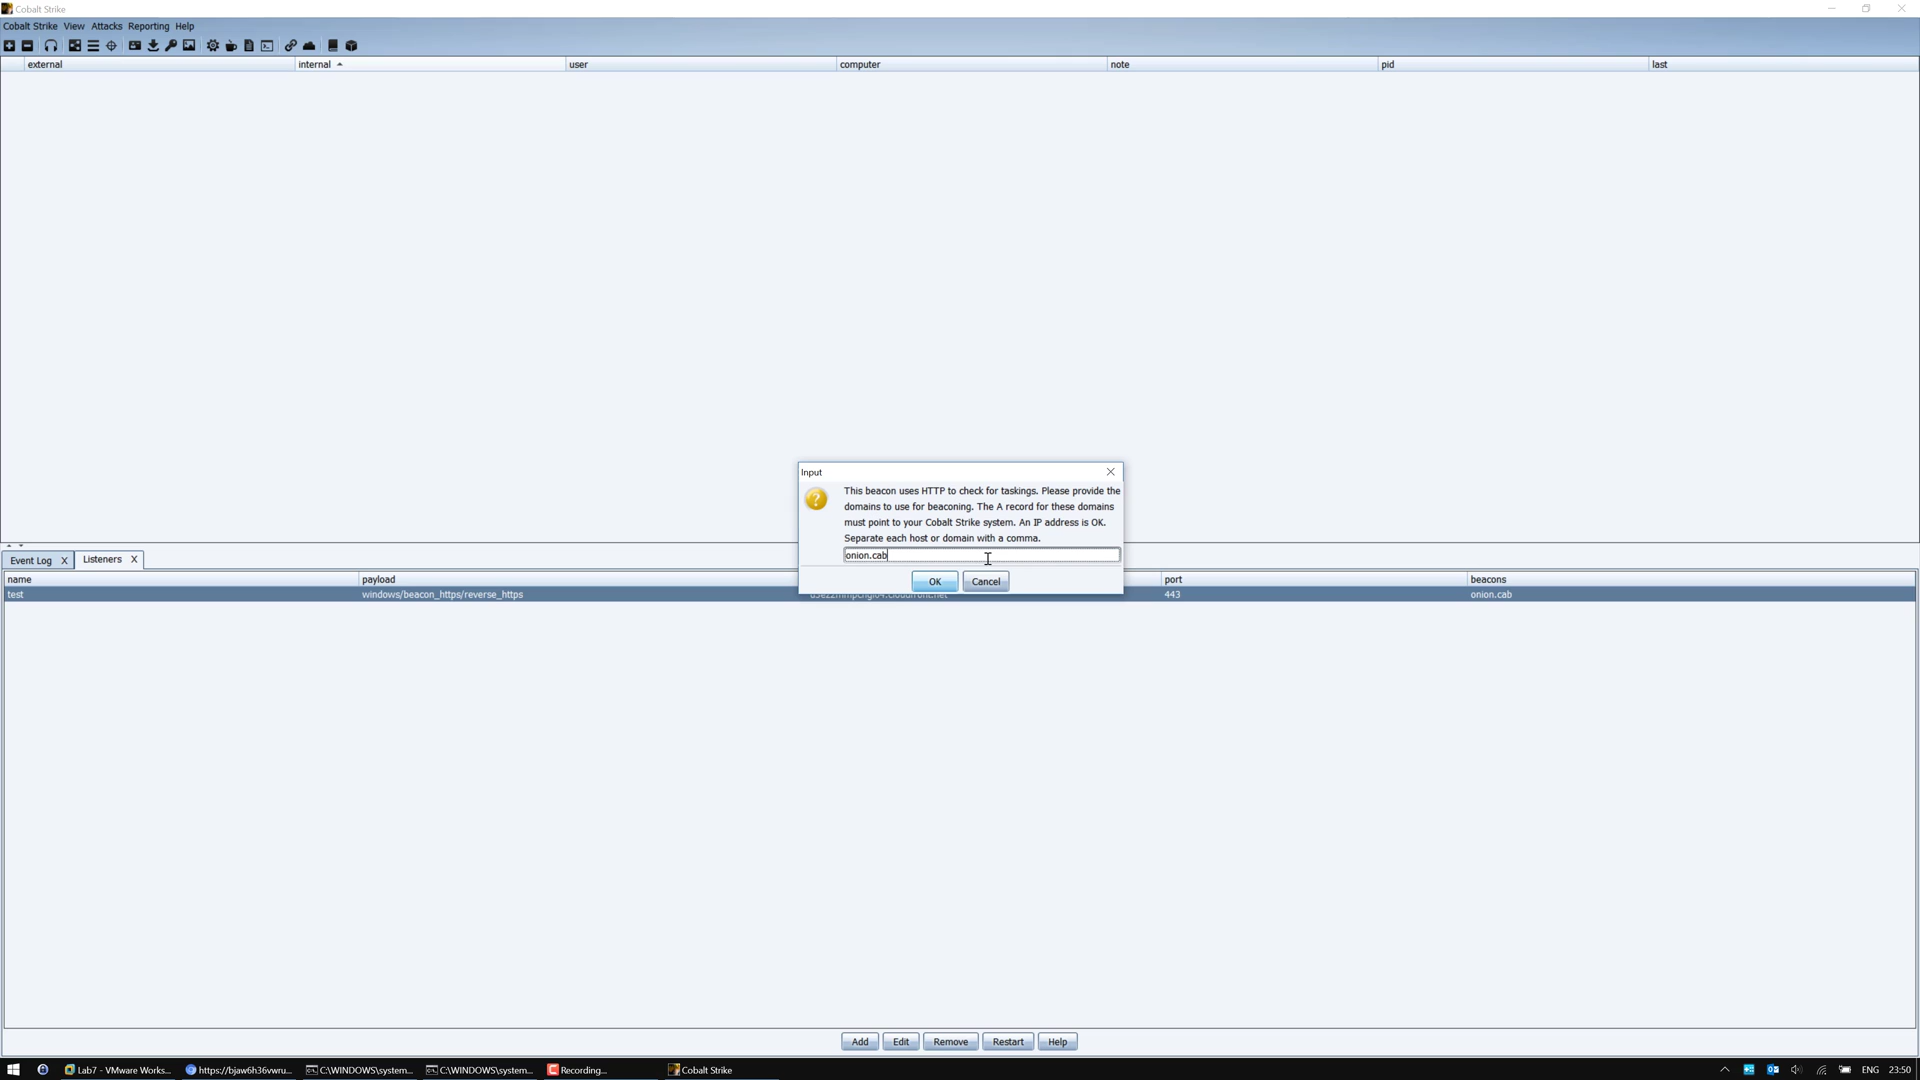 Cobalt Strike
Cobalt Strike View Attacks Reporting Help
external internal user computer note pid last
Input
This beacon uses HTTP to check for taskings. Please provide the
domains to use for beaconing. The A record for these domains
must point to your Cobalt Strike system. An IP address is OK.
Separate each host or domain with a comma.
onion.cab
OK Cancel
Event Log X Listeners X
name payload port beacons
test windows/beacon_https/reverse_https 443 onion.cab
Add Edit Remove Restart Help
Lab7 - VMware Works... https://bjaw6h36vwru... C:\WINDOWS\system... C:\WINDOWS\system... Recording... Cobalt Strike ENG 23:50